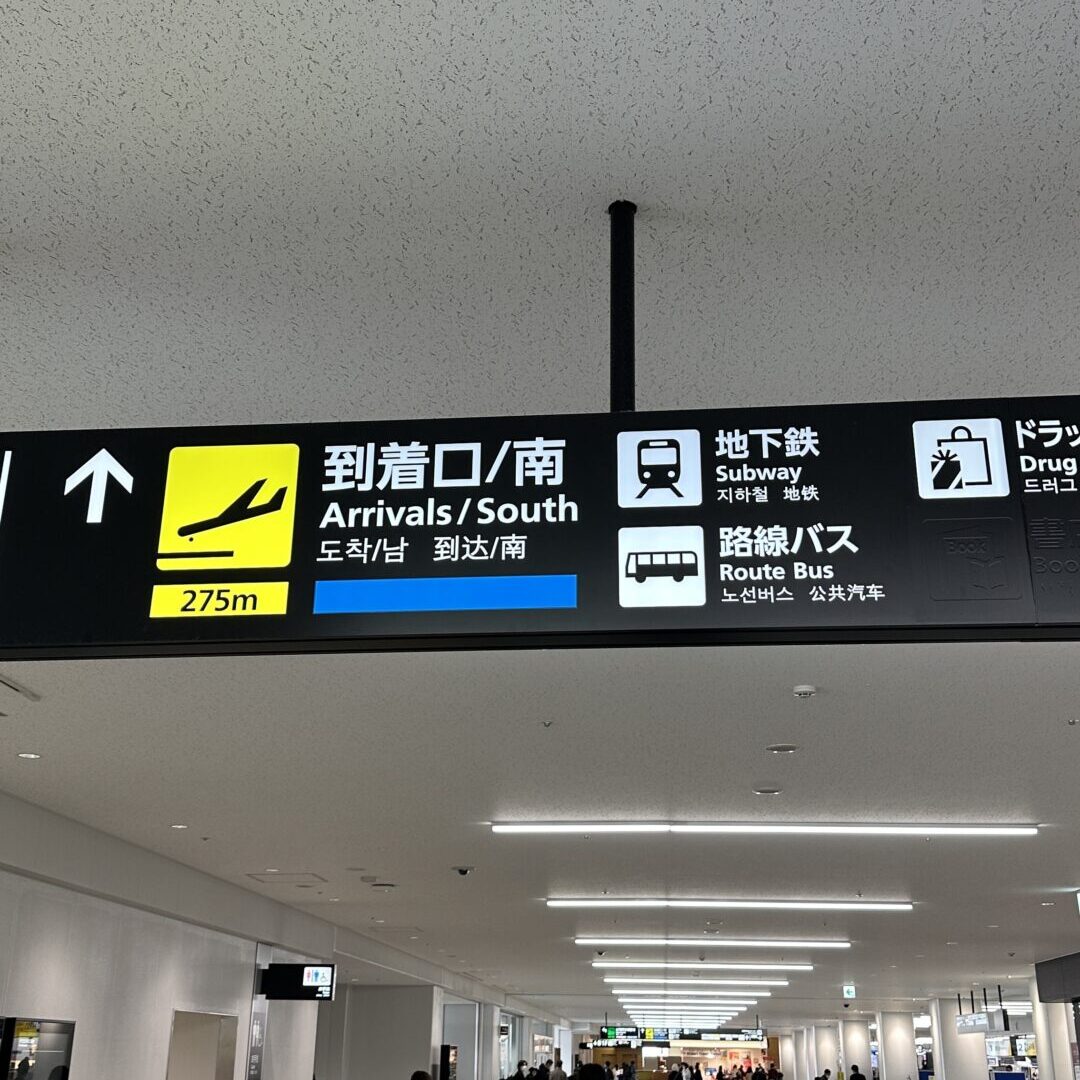 到着口/南
Arrivals/South
도착/남 到达/南
275m
地下鉄
Subway
지하철 地铁
路線バス
Route Bus
노선버스 公共汽车
ドラッ
Drug
드러그
Book